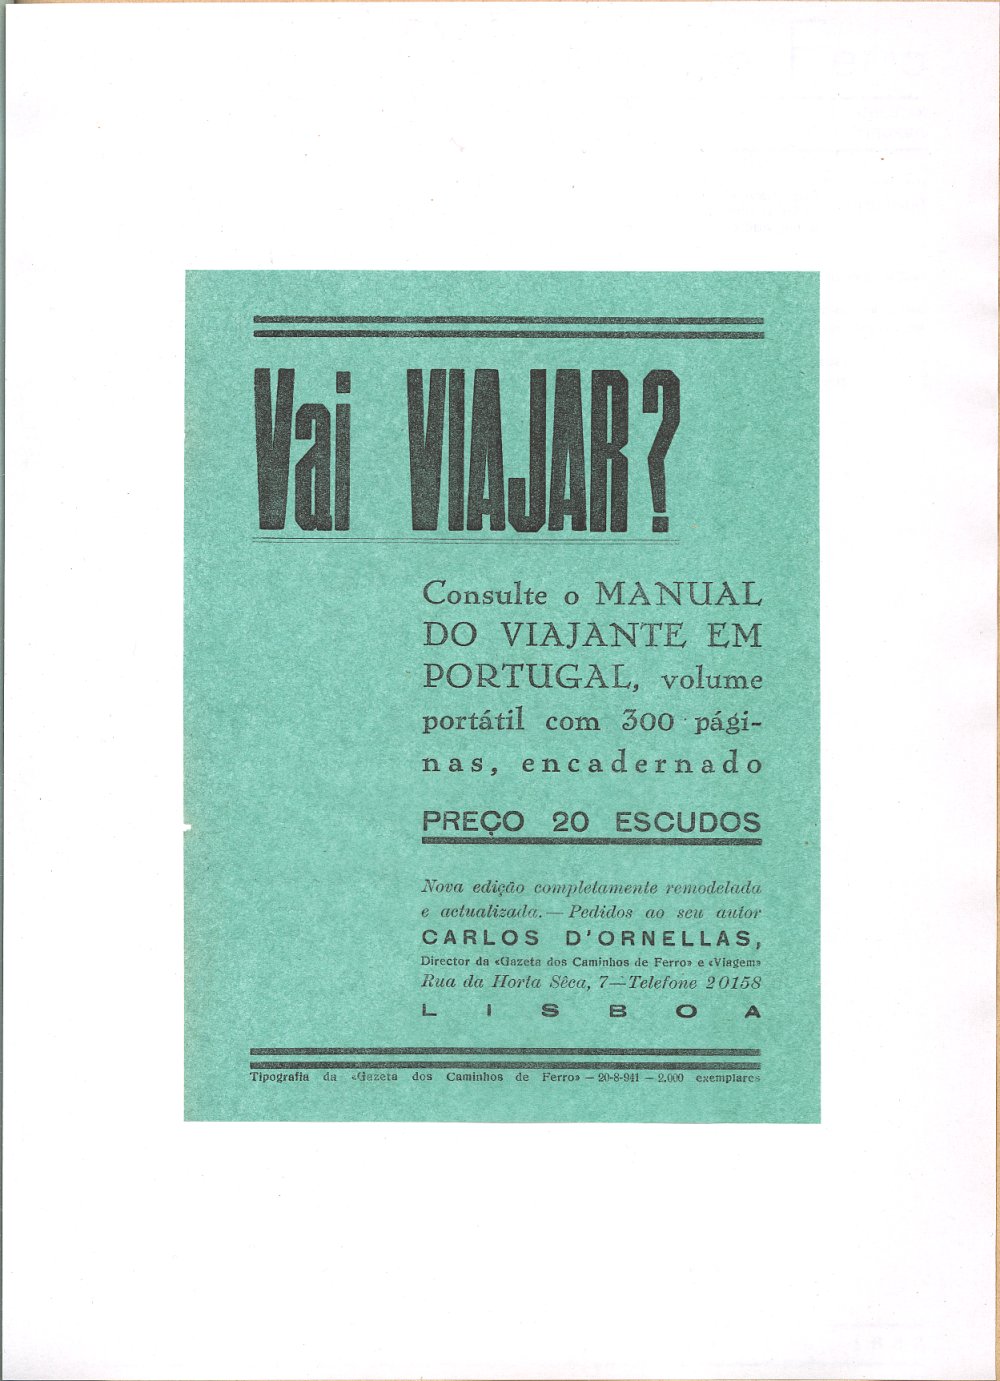 Vai VIAJAR?
Consulte o MANUAL
DO VIAJANTE EM
PORTUGAL, volume
portátil com 300 pági-
nas, encadernado
PREÇO 20 ESCUDOS
Nova edição completamente remodelada
e actualizada. — Pedidos ao seu autor
CARLOS D'ORNELLAS,
Director da «Gazeta dos Caminhos de Ferro» e «Viagem»
Rua da Horta Sêca, 7 — Telefone 20158
LISBOA
Tipografia da «Gazeta dos Caminhos de Ferro» — 20-8-941 — 2.000 exemplares